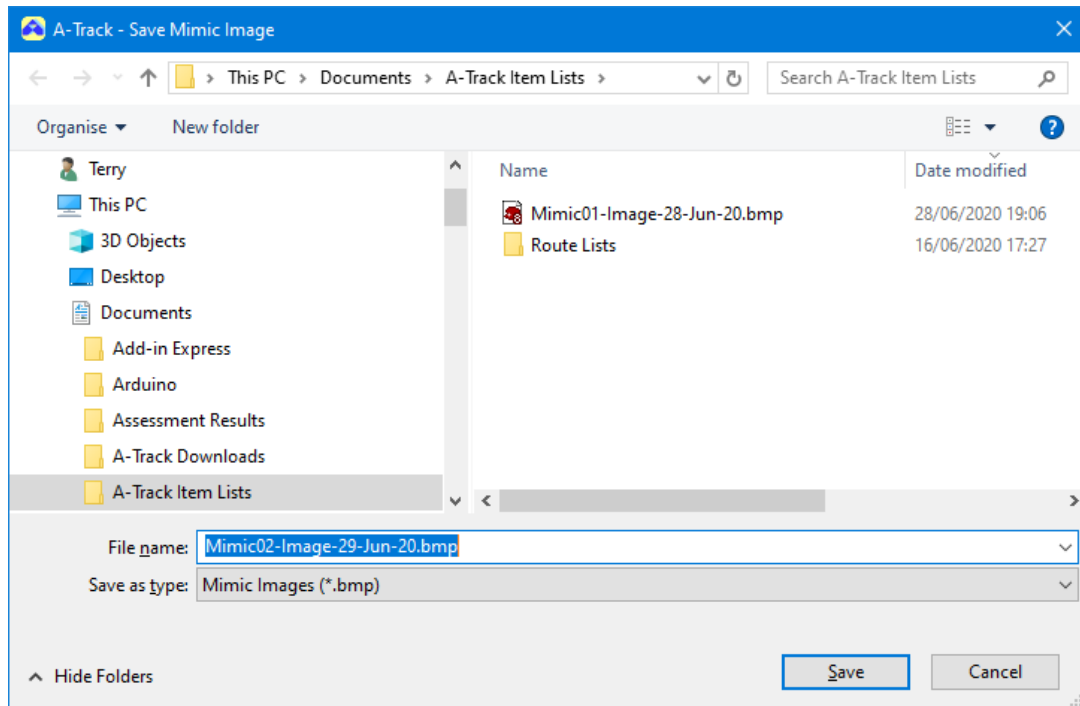 A-Track - Save Mimic Image
This PC > Documents > A-Track Item Lists >
Search A-Track Item Lists
Organise
New folder
?
Terry
This PC
3D Objects
Desktop
Documents
Add-in Express
Arduino
Assessment Results
A-Track Downloads
A-Track Item Lists
Name Date modified
Mimic01-Image-28-Jun-20.bmp 28/06/2020 19:06
Route Lists 16/06/2020 17:27
File name: Mimic02-Image-29-Jun-20.bmp
Save as type: Mimic Images (*.bmp)
Hide Folders
Save
Cancel